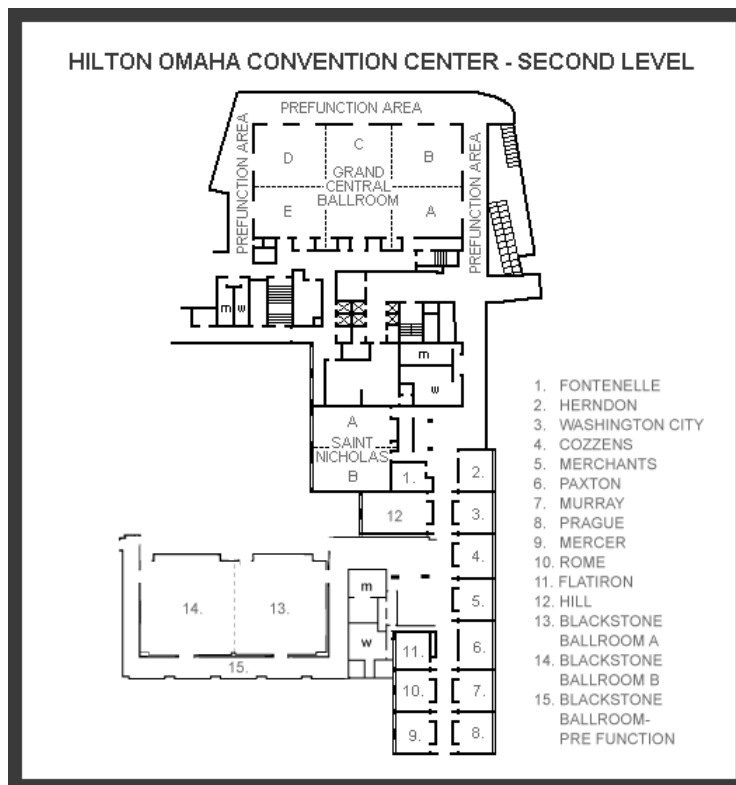 HILTON OMAHA CONVENTION CENTER - SECOND LEVEL
PREFUNCTION AREA
PREFUNCTION AREA
PREFUNCTION AREA
D
C
B
GRAND
CENTRAL
BALLROOM
E
A
m
w
m
w
A
SAINT
NICHOLAS
B
1.
2.
12
3.
4.
m
5.
14.
13.
w
11.
6.
15.
10.
7.
9.
8.
1. FONTENELLE
2. HERNDON
3. WASHINGTON CITY
4. COZZENS
5. MERCHANTS
6. PAXTON
7. MURRAY
8. PRAGUE
9. MERCER
10. ROME
11. FLATIRON
12. HILL
13. BLACKSTONE
BALLROOM A
14. BLACKSTONE
BALLROOM B
15. BLACKSTONE
BALLROOM-
PRE FUNCTION